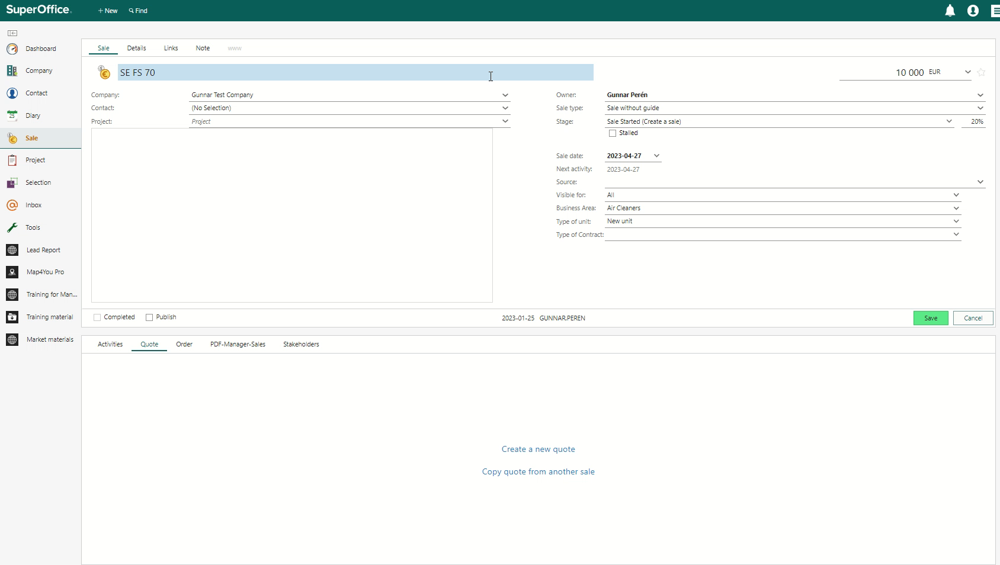 SuperOffice. + New Find
Dashboard
Company
Contact
25 Diary
Sale
Project
Selection
Inbox
Tools
Lead Report
Map4You Pro
Training for Man...
Training material
Market materials
Sale Details Links Note www
SE FS 70
10 000 EUR
Company: Gunnar Test Company
Contact: (No Selection)
Project: Project
Owner: Gunnar Perén
Sale type: Sale without guide
Stage: Sale Started (Create a sale) 20%
Stalled
Sale date: 2023-04-27
Next activity: 2023-04-27
Source:
Visible for: All
Business Area: Air Cleaners
Type of unit: New unit
Type of Contract:
Completed Publish 2023-01-25 GUNNAR.PEREN Save Cancel
Activities Quote Order PDF-Manager-Sales Stakeholders
Create a new quote
Copy quote from another sale